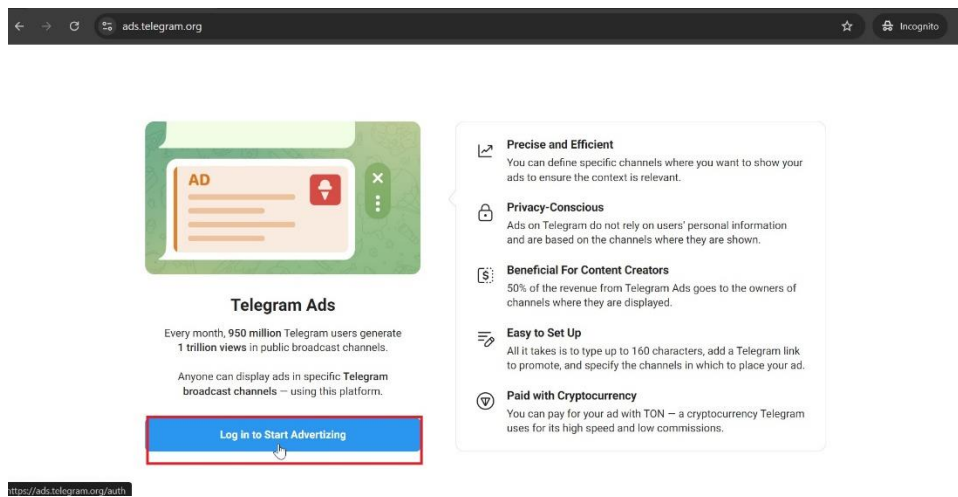 ads.telegram.org
Incognito
AD
Telegram Ads
Every month, 950 million Telegram users generate
1 trillion views in public broadcast channels.
Anyone can display ads in specific Telegram
broadcast channels — using this platform.
Log in to Start Advertizing
Precise and Efficient
You can define specific channels where you want to show your
ads to ensure the context is relevant.
Privacy-Conscious
Ads on Telegram do not rely on users' personal information
and are based on the channels where they are shown.
Beneficial For Content Creators
50% of the revenue from Telegram Ads goes to the owners of
channels where they are displayed.
Easy to Set Up
All it takes is to type up to 160 characters, add a Telegram link
to promote, and specify the channels in which to place your ad.
Paid with Cryptocurrency
You can pay for your ad with TON — a cryptocurrency Telegram
uses for its high speed and low commissions.
https://ads.telegram.org/auth